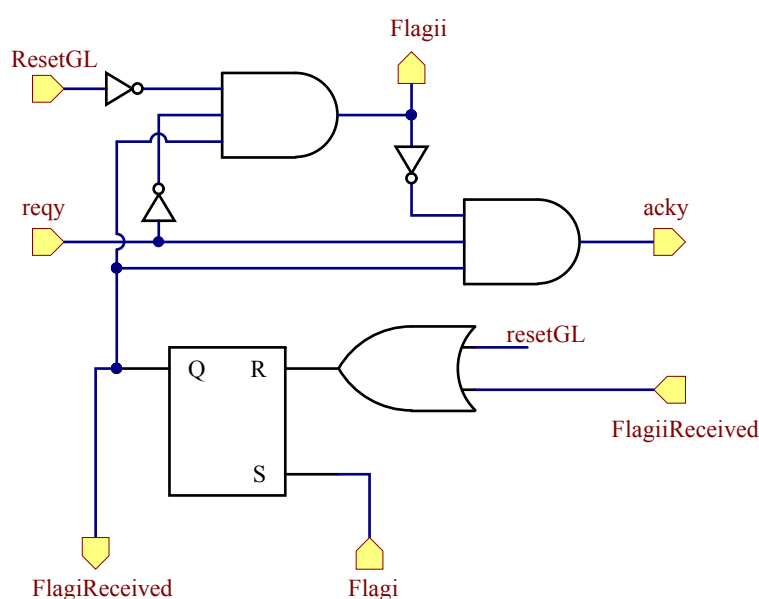 Flagii
ResetGL
reqy
acky
resetGL
Q
R
FlagiiReceived
S
FlagiReceived
Flagi